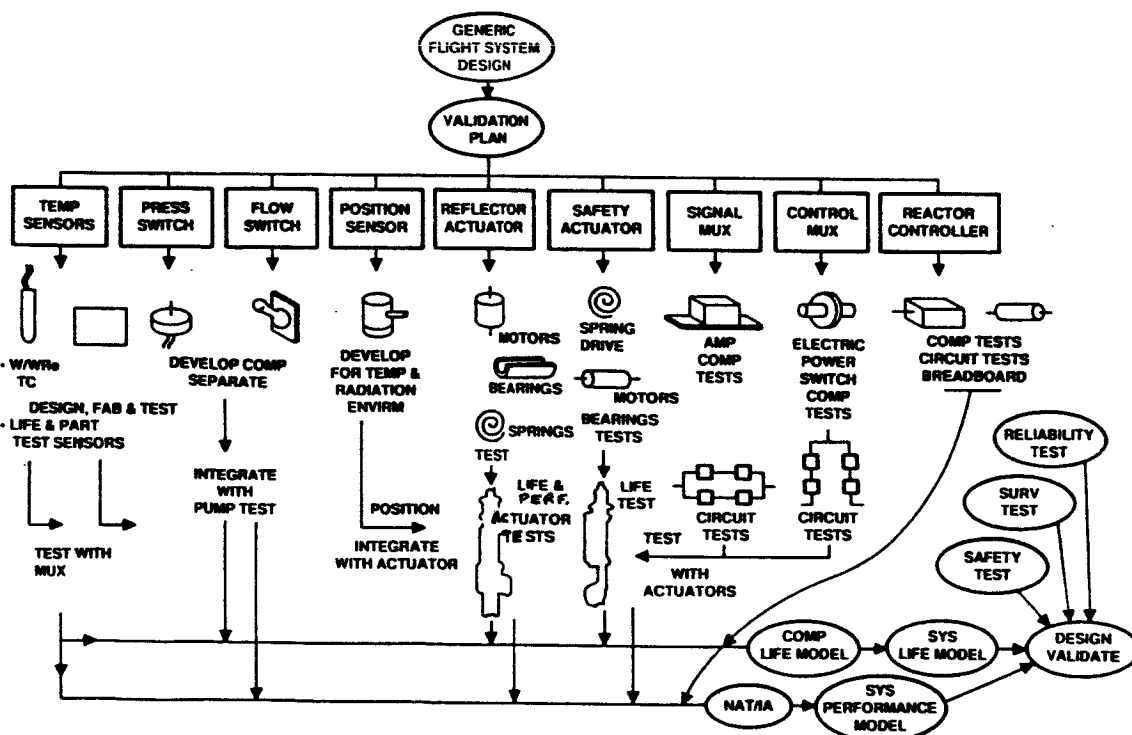 GENERIC
FLIGHT SYSTEM
DESIGN
VALIDATION
PLAN
TEMP
SENSORS
PRESS
SWITCH
FLOW
SWITCH
POSITION
SENSOR
REFLECTOR
ACTUATOR
SAFETY
ACTUATOR
SIGNAL
MUX
CONTROL
MUX
REACTOR
CONTROLLER
• W/WRe
TC
DESIGN, FAB & TEST
• LIFE & PART
TEST SENSORS
TEST WITH
MUX
DEVELOP COMP
SEPARATE
INTEGRATE
WITH
PUMP TEST
DEVELOP
FOR TEMP &
RADIATION
ENVIRM
POSITION
INTEGRATE
WITH ACTUATOR
MOTORS
BEARINGS
SPRINGS
TEST
LIFE &
PERF.
ACTUATOR
TESTS
SPRING
DRIVE
MOTORS
BEARINGS
TESTS
LIFE
TEST
AMP
COMP
TESTS
CIRCUIT
TESTS
ELECTRIC
POWER
SWITCH
COMP
TESTS
CIRCUIT
TESTS
TEST
WITH
ACTUATORS
COMP TESTS
CIRCUIT TESTS
BREADBOARD
RELIABILITY
TEST
SURV
TEST
SAFETY
TEST
COMP
LIFE MODEL
SYS
LIFE MODEL
DESIGN
VALIDATE
NAT/IA
SYS
PERFORMANCE
MODEL